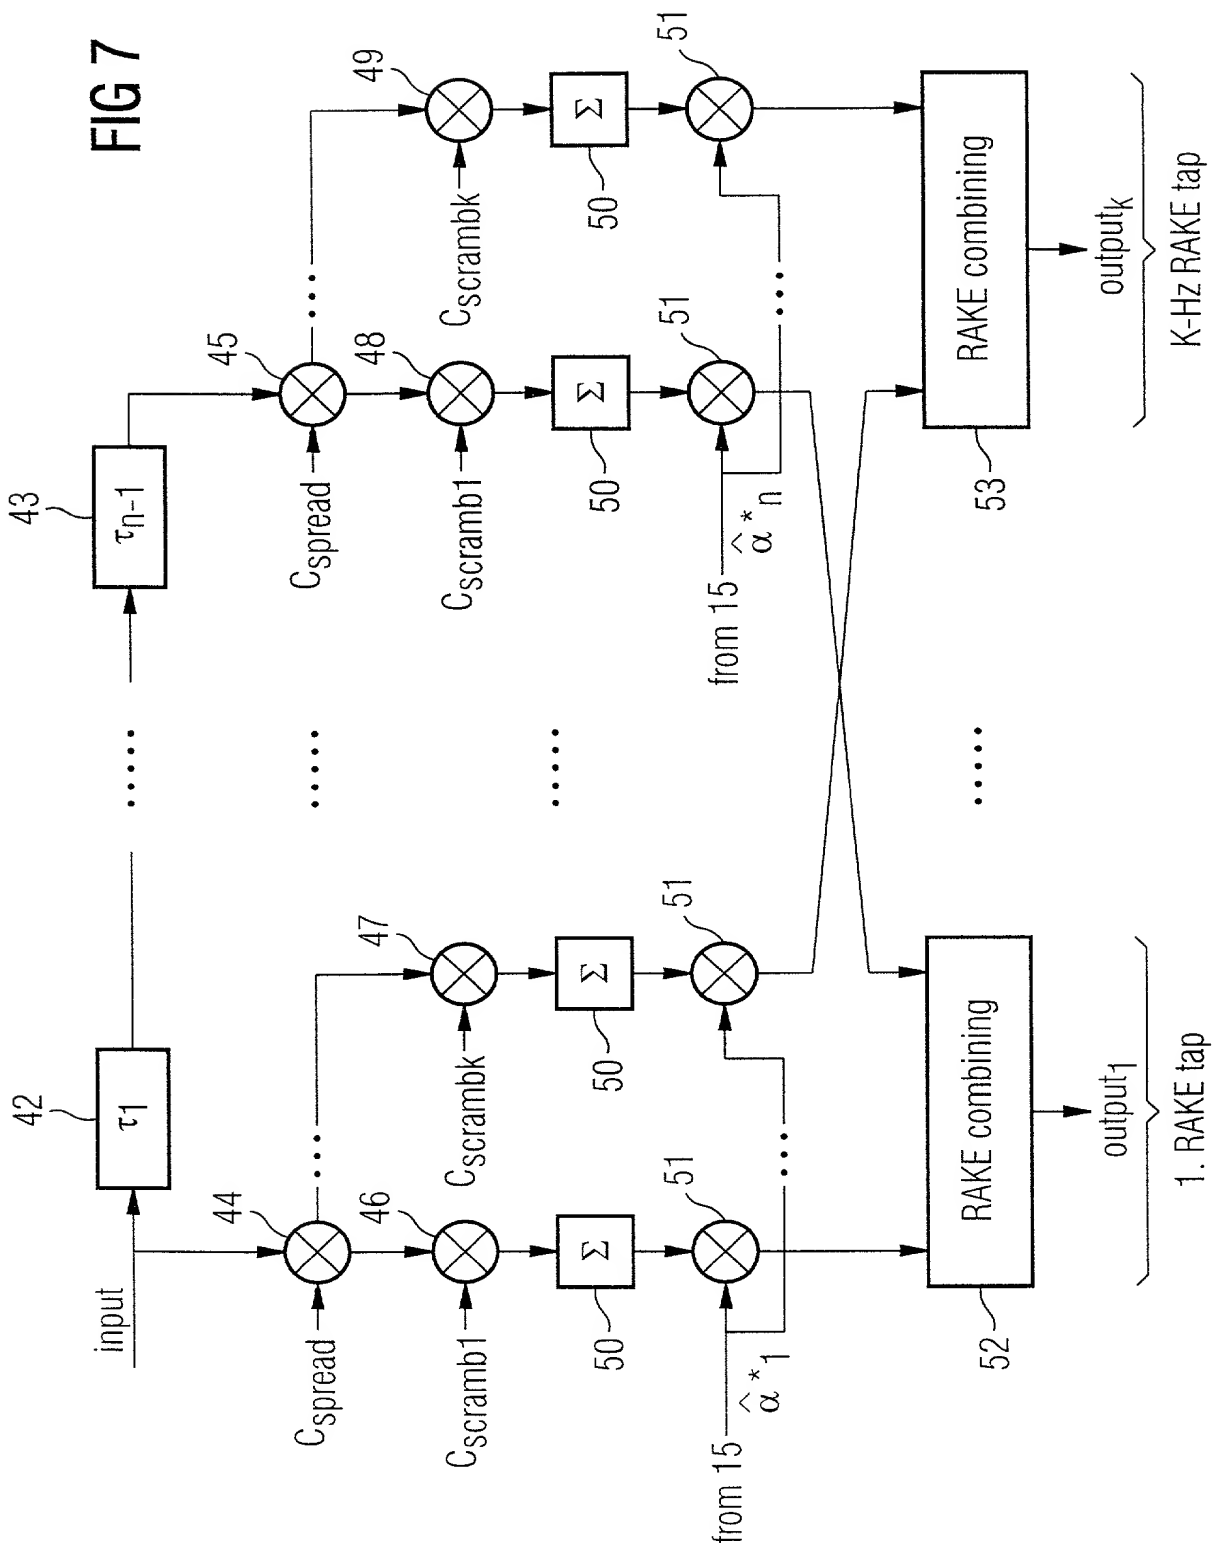 FIG 7
42
τ1
43
τn-1
input
44
45
Cspread
Cspread
46
47
48
49
Cscramb1
Cscrambk
Cscramb1
Cscrambk
Σ
Σ
Σ
Σ
50
50
50
50
51
51
51
51
from 15
α̂*1
from 15
α̂*n
RAKE combining
RAKE combining
52
53
output1
outputk
1. RAKE tap
K-Hz RAKE tap